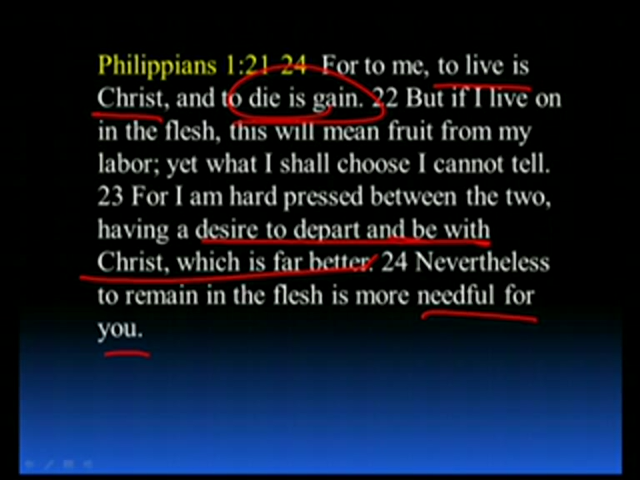 Philippians 1:21-24 For to me, to live is
Christ, and to die is gain. 22 But if I live on
in the flesh, this will mean fruit from my
labor; yet what I shall choose I cannot tell.
23 For I am hard pressed between the two,
having a desire to depart and be with
Christ, which is far better. 24 Nevertheless
to remain in the flesh is more needful for
you.